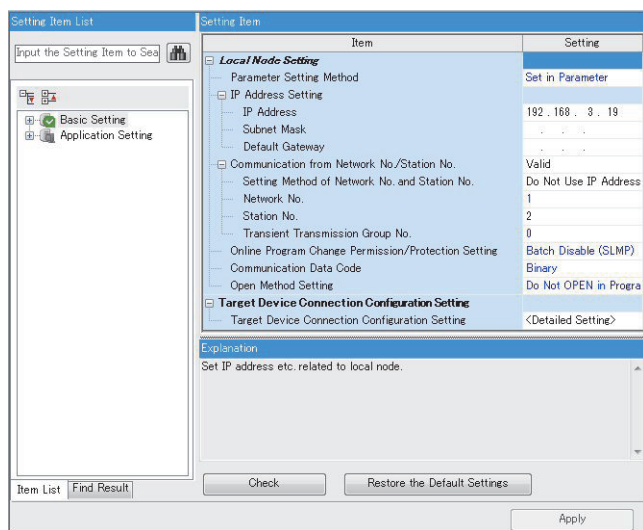 Setting Item List
Input the Setting Item to Sea
Basic Setting
Application Setting
Item List
Find Result
Setting Item
Item Setting
Local Node Setting
Parameter Setting Method Set in Parameter
IP Address Setting
IP Address 192 . 168 . 3 . 19
Subnet Mask . . .
Default Gateway . . .
Communication from Network No./Station No. Valid
Setting Method of Network No. and Station No. Do Not Use IP Address
Network No. 1
Station No. 2
Transient Transmission Group No. 0
Online Program Change Permission/Protection Setting Batch Disable (SLMP)
Communication Data Code Binary
Open Method Setting Do Not OPEN in Progra
Target Device Connection Configuration Setting
Target Device Connection Configuration Setting <Detailed Setting>
Explanation
Set IP address etc. related to local node.
Check
Restore the Default Settings
Apply